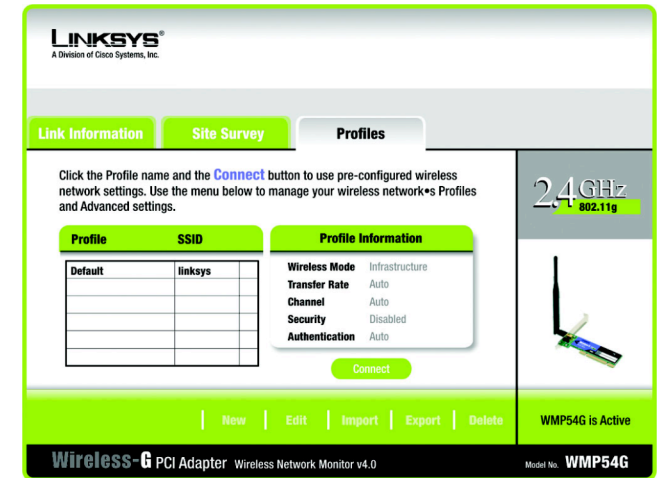 LINKSYS®
A Division of Cisco Systems, Inc.
Link Information
Site Survey
Profiles
Click the Profile name and the Connect button to use pre-configured wireless
network settings. Use the menu below to manage your wireless network•s Profiles
and Advanced settings.
2.4 GHz
802.11g
Profile SSID
Default linksys
Profile Information
Wireless Mode Infrastructure
Transfer Rate Auto
Channel Auto
Security Disabled
Authentication Auto
Connect
New | Edit | Import | Export | Delete
WMP54G is Active
Wireless-G PCI Adapter Wireless Network Monitor v4.0
Model No. WMP54G